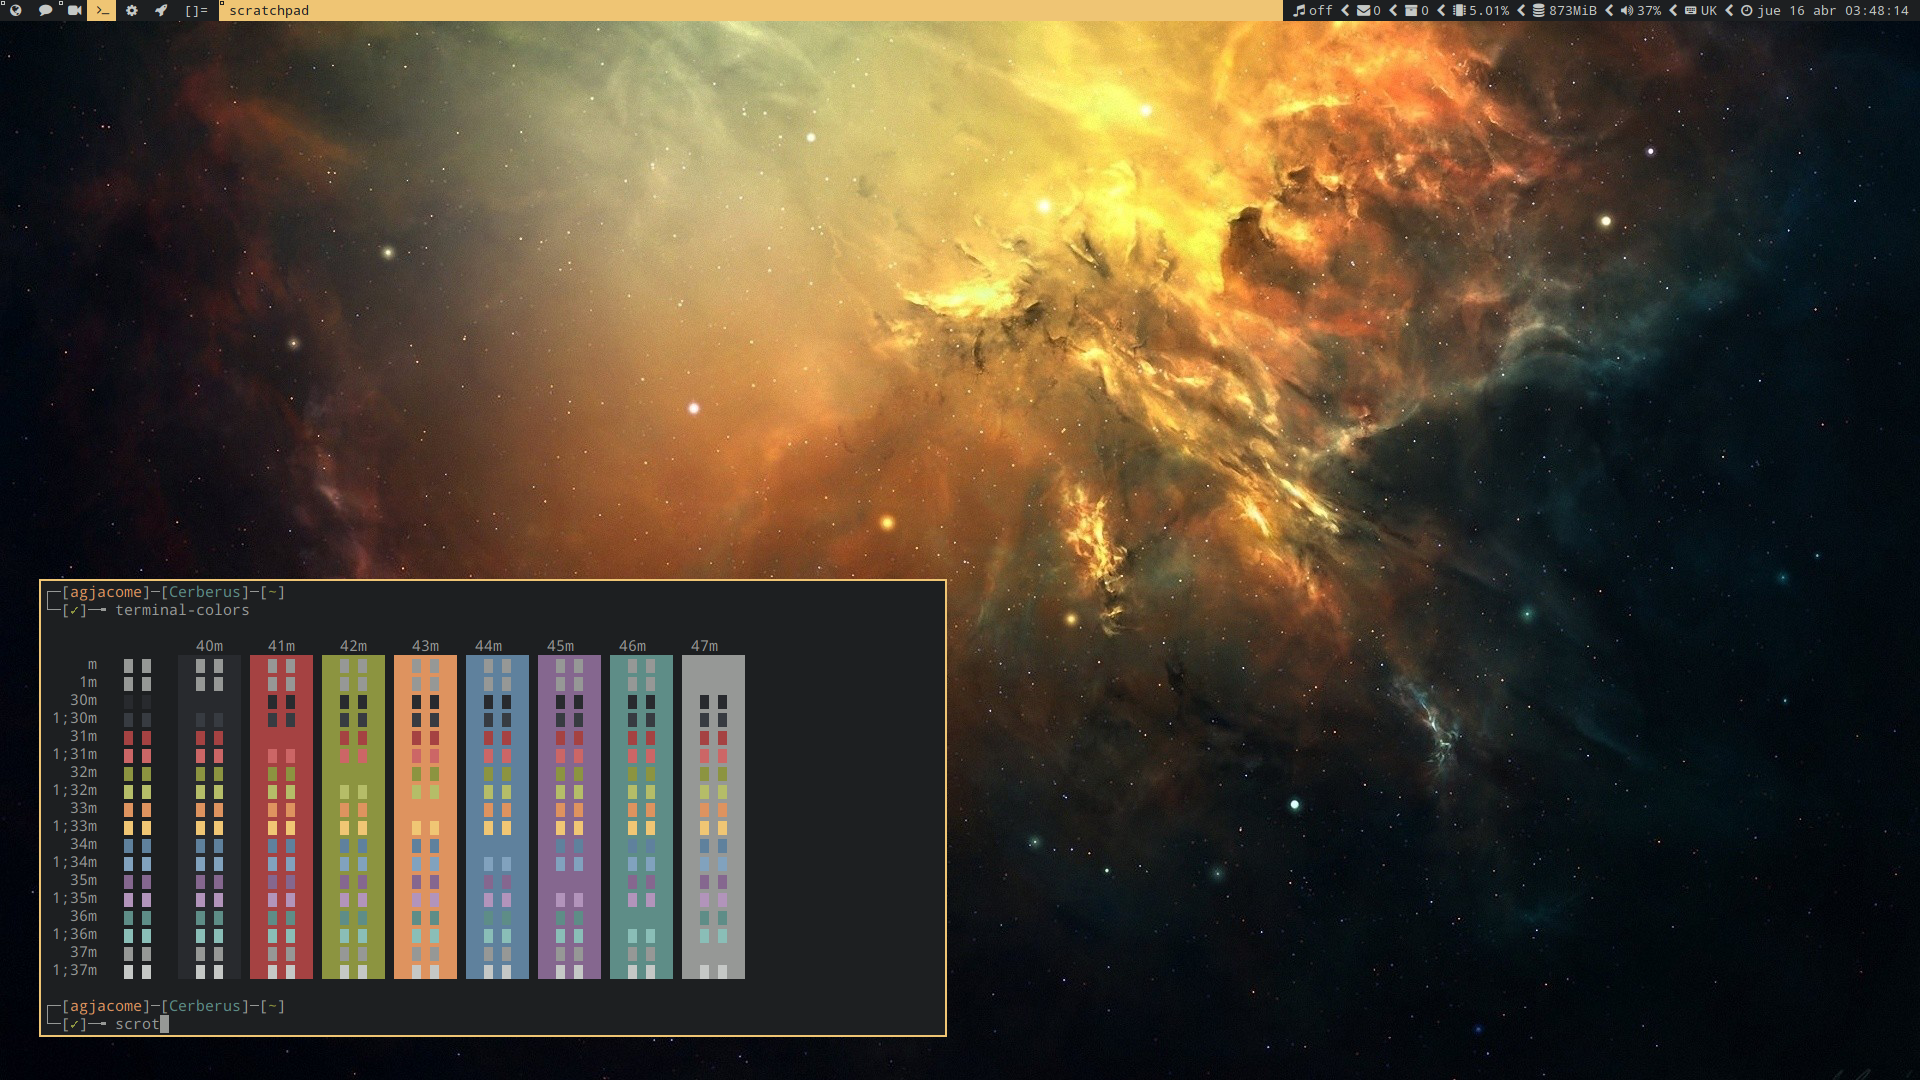 []= scratchpad off 0 0 5.01% 873MiB 37% UK jue 16 abr 03:48:14
[agjacome]-[Cerberus]-[~]
[✓] terminal-colors
40m 41m 42m 43m 44m 45m 46m 47m
m
1m
30m
1;30m
31m
1;31m
32m
1;32m
33m
1;33m
34m
1;34m
35m
1;35m
36m
1;36m
37m
1;37m
[agjacome]-[Cerberus]-[~]
[✓] scrot